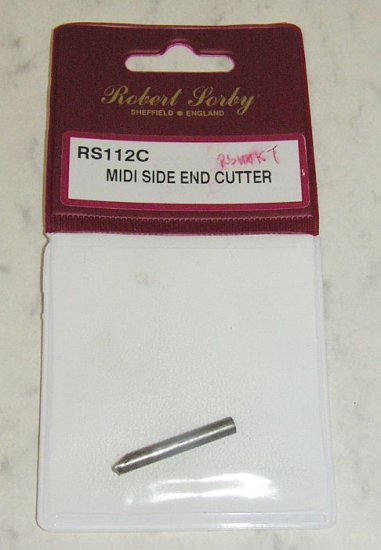 Robert Sorby
SHEFFIELD ● ENGLAND
RS112C
MIDI SIDE END CUTTER